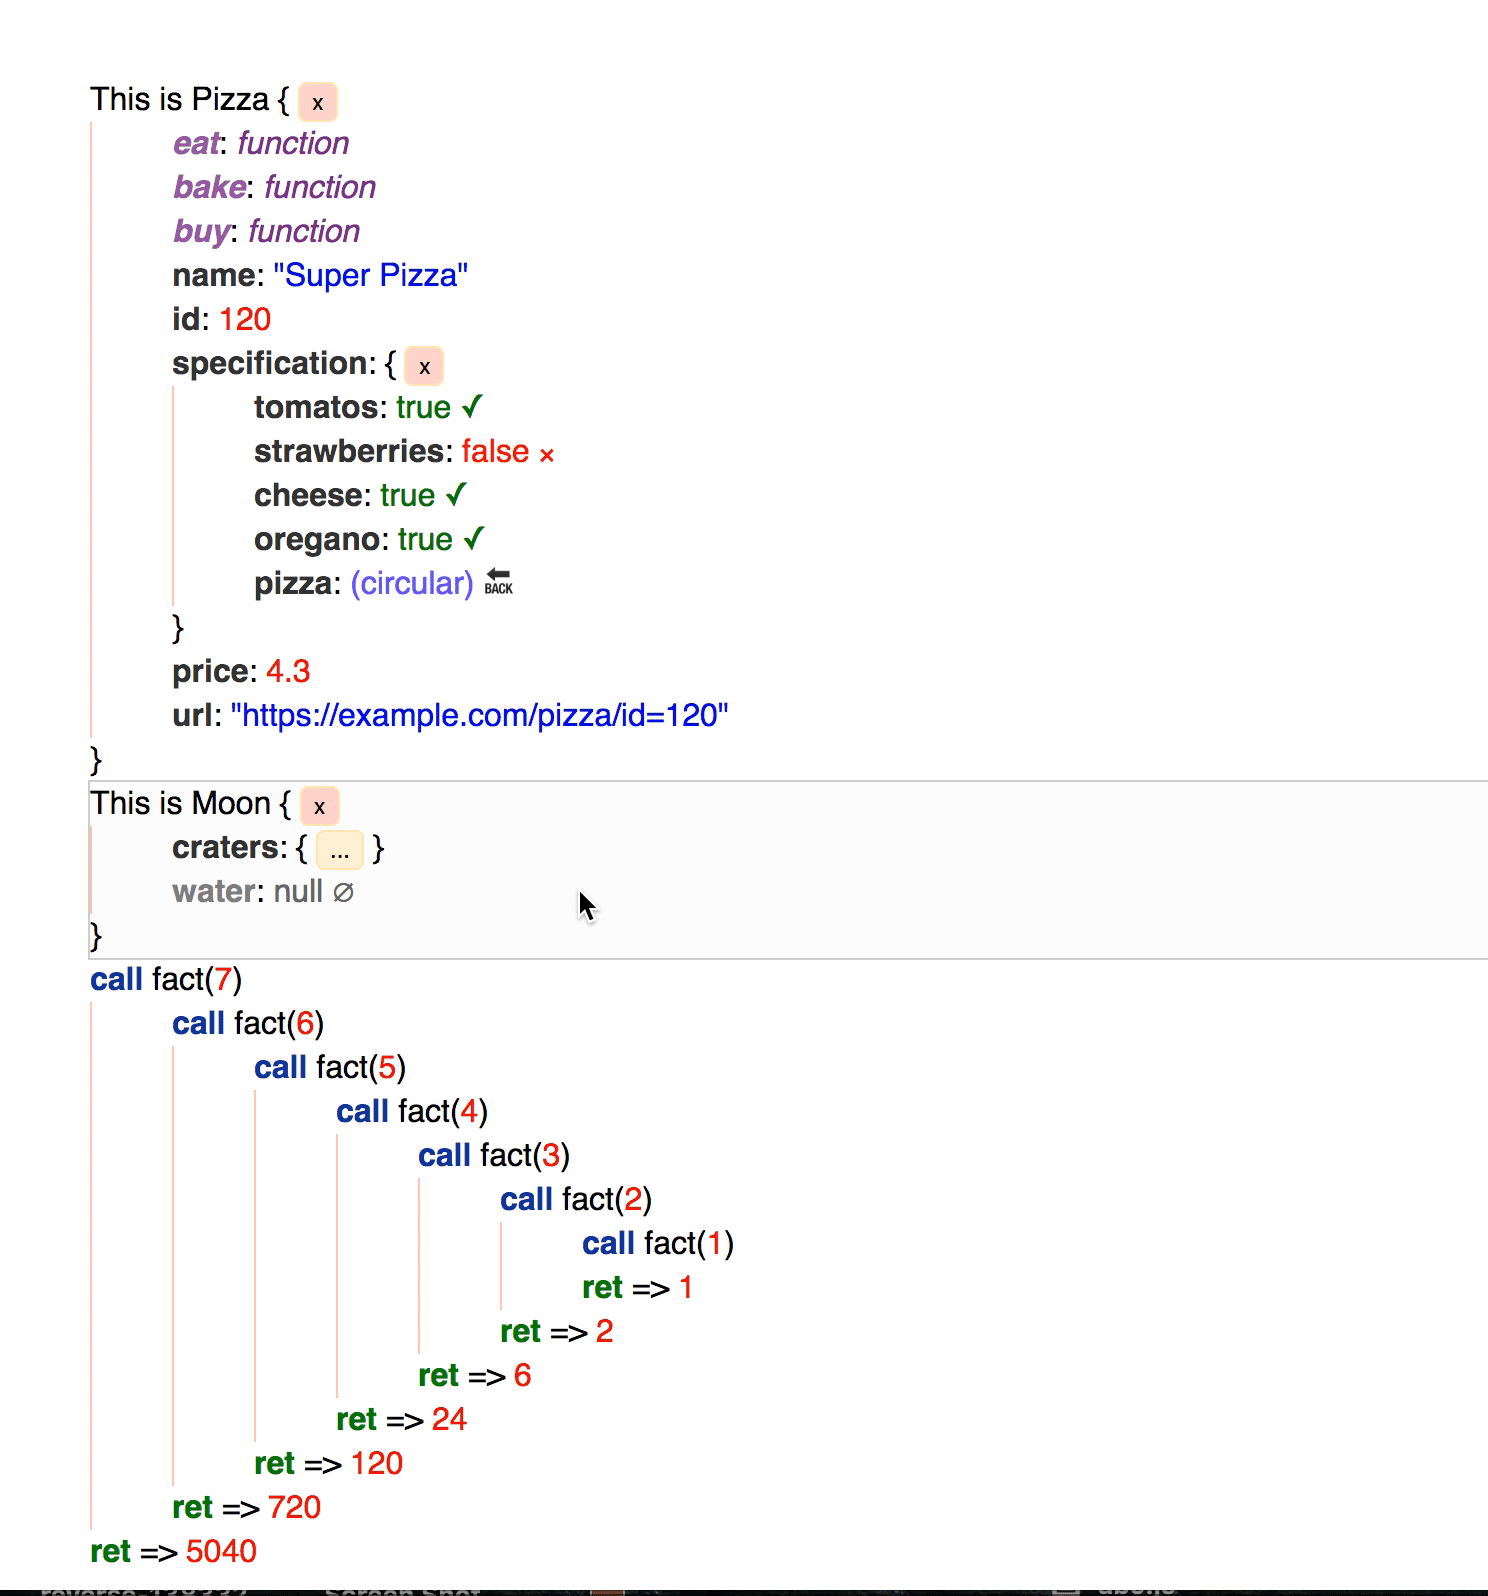 This is Pizza { x
eat: function
bake: function
buy: function
name: "Super Pizza"
id: 120
specification: { x
tomatos: true ✓
strawberries: false ×
cheese: true ✓
oregano: true ✓
pizza: (circular) BACK
}
price: 4.3
url: "https://example.com/pizza/id=120"
}
This is Moon { x
craters: { ... }
water: null ∅
}
call fact(7)
call fact(6)
call fact(5)
call fact(4)
call fact(3)
call fact(2)
call fact(1)
ret => 1
ret => 2
ret => 6
ret => 24
ret => 120
ret => 720
ret => 5040